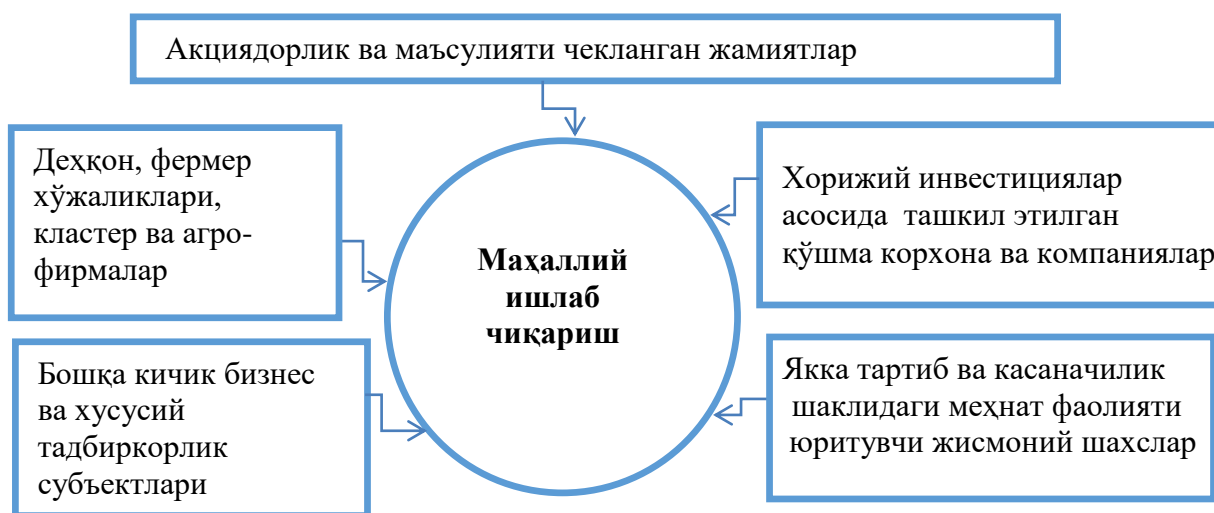 Акциядорлик ва маъсулияти чекланган жамиятлар
Деҳқон, фермер
хўжаликлари,
кластер ва агро-
фирмалар
Хорижий инвестициялар
асосида ташкил этилган
қўшма корхона ва компаниялар
Маҳаллий
ишлаб
чиқариш
Бошқа кичик бизнес
ва хусусий
тадбиркорлик
субъектлари
Якка тартиб ва касаначилик
шаклидаги меҳнат фаолияти
юритувчи жисмоний шахслар